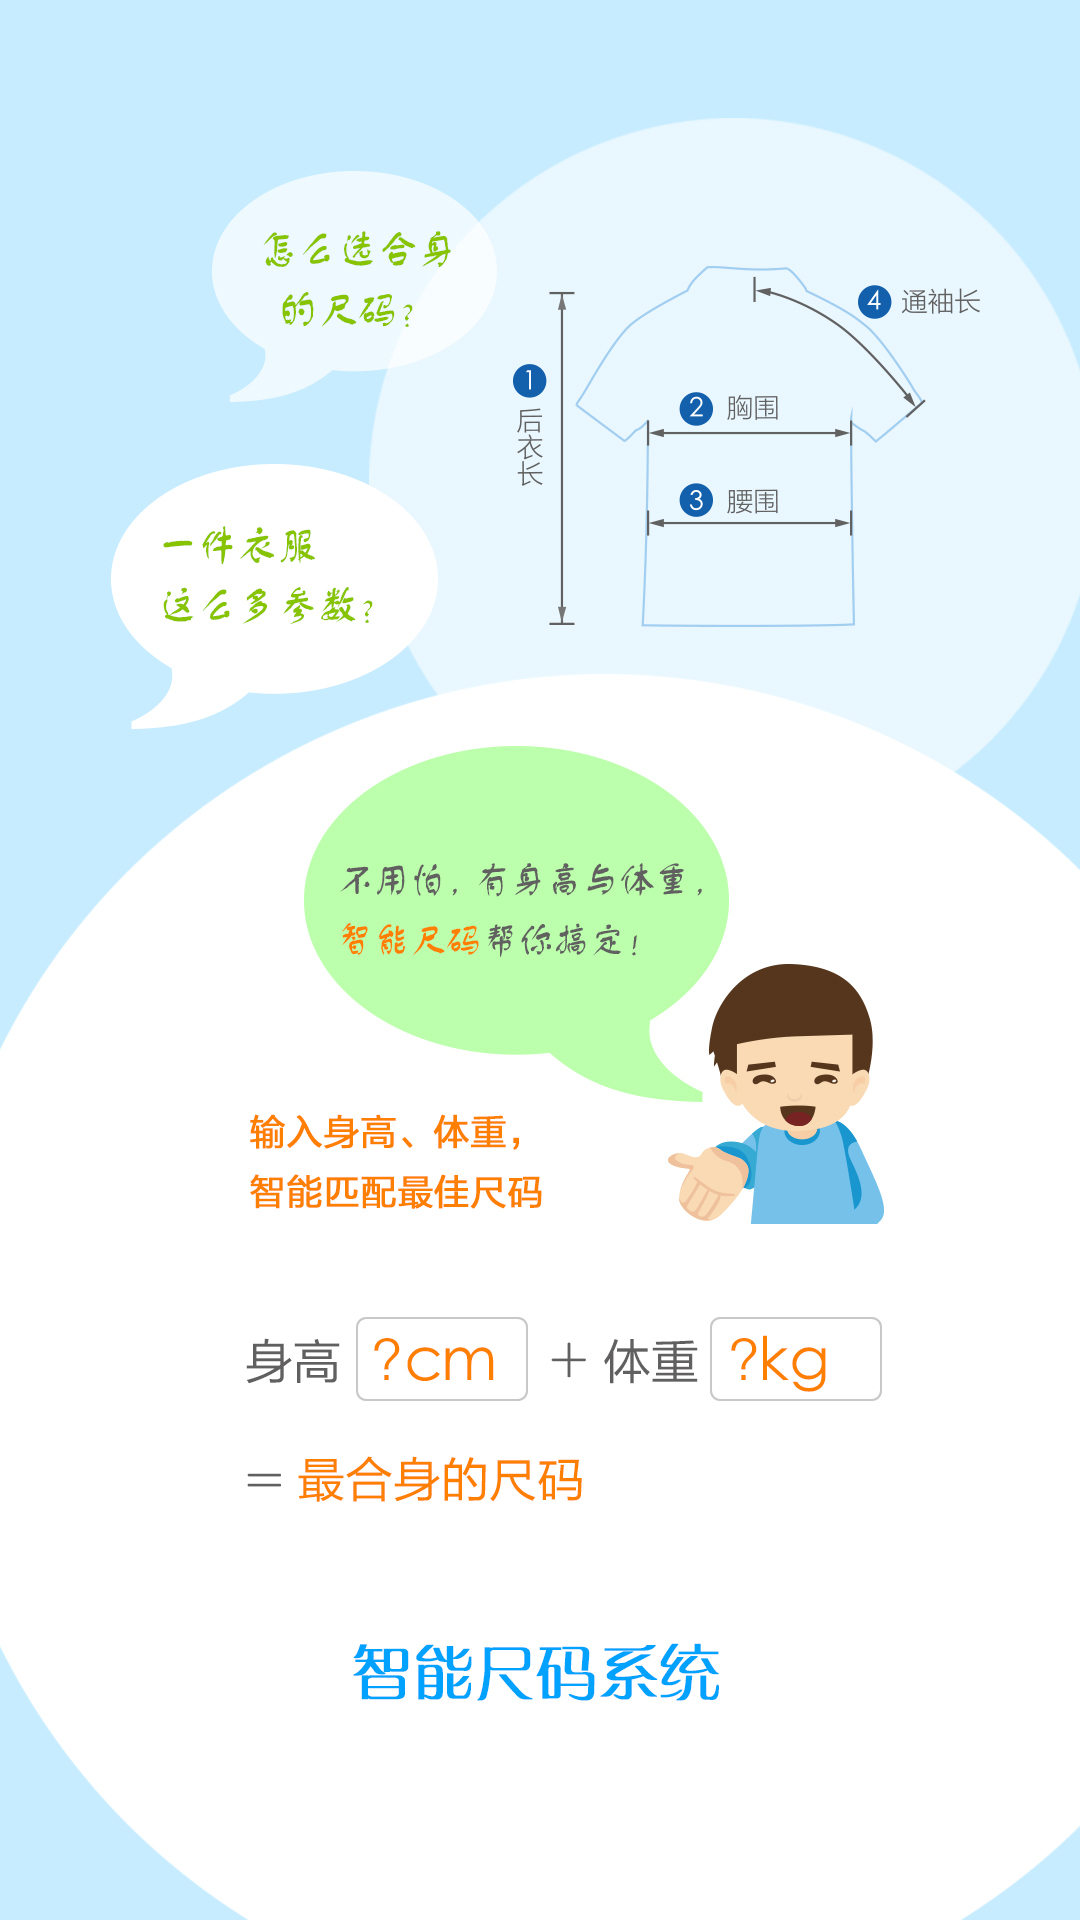 怎么选合身
的尺码?
4 通袖长
1
后衣长
2 胸围
3 腰围
一件衣服
这么多参数?
不用怕,有身高与体重,
智能尺码帮你搞定!
输入身高、体重,
智能匹配最佳尺码
身高 ?cm + 体重 ?kg
= 最合身的尺码
智能尺码系统